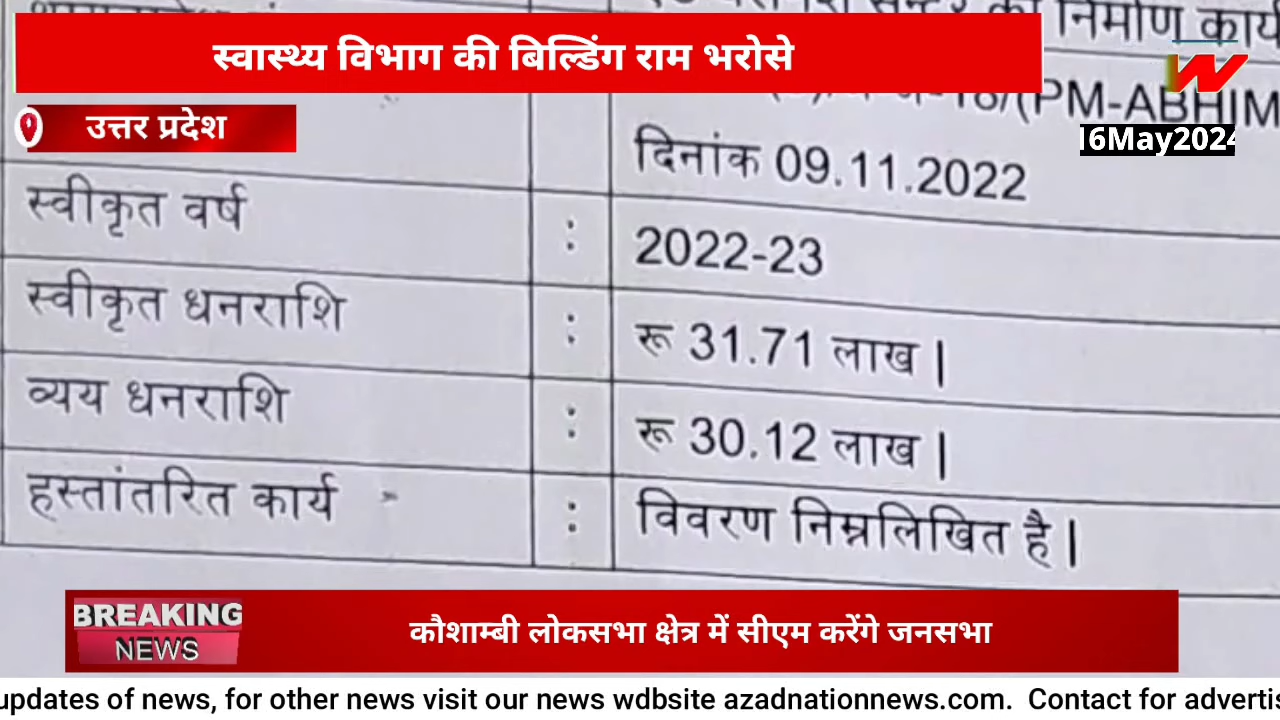 स्वास्थ्य विभाग की बिल्डिंग राम भरोसे
निर्माण कार्य
(PM-ABHIM
उत्तर प्रदेश
16May2024
दिनांक 09.11.2022
स्वीकृत वर्ष : 2022-23
स्वीकृत धनराशि : रू 31.71 लाख |
व्यय धनराशि : रू 30.12 लाख |
हस्तांतरित कार्य : विवरण निम्नलिखित है |
BREAKING
NEWS
कौशाम्बी लोकसभा क्षेत्र में सीएम करेंगे जनसभा
updates of news, for other news visit our news wdbsite azadnationnews.com. Contact for advertis